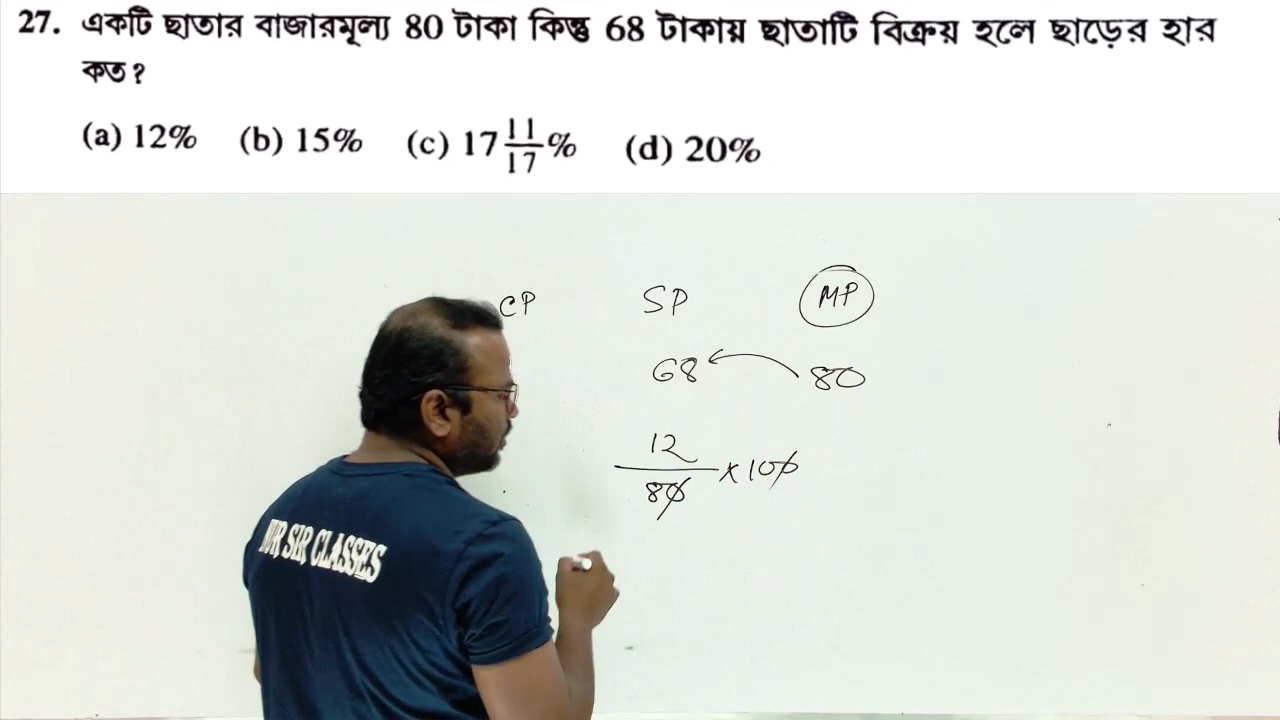 27. একটি ছাতার বাজারমূল্য 80 টাকা কিন্তু 68 টাকায় ছাতাটি বিক্রয় হলে ছাড়ের হার
কত?
(a) 12% (b) 15% (c) 17 11/17 % (d) 20%
CP SP MP
68 80
12/80 × 100
SIR CLASSES